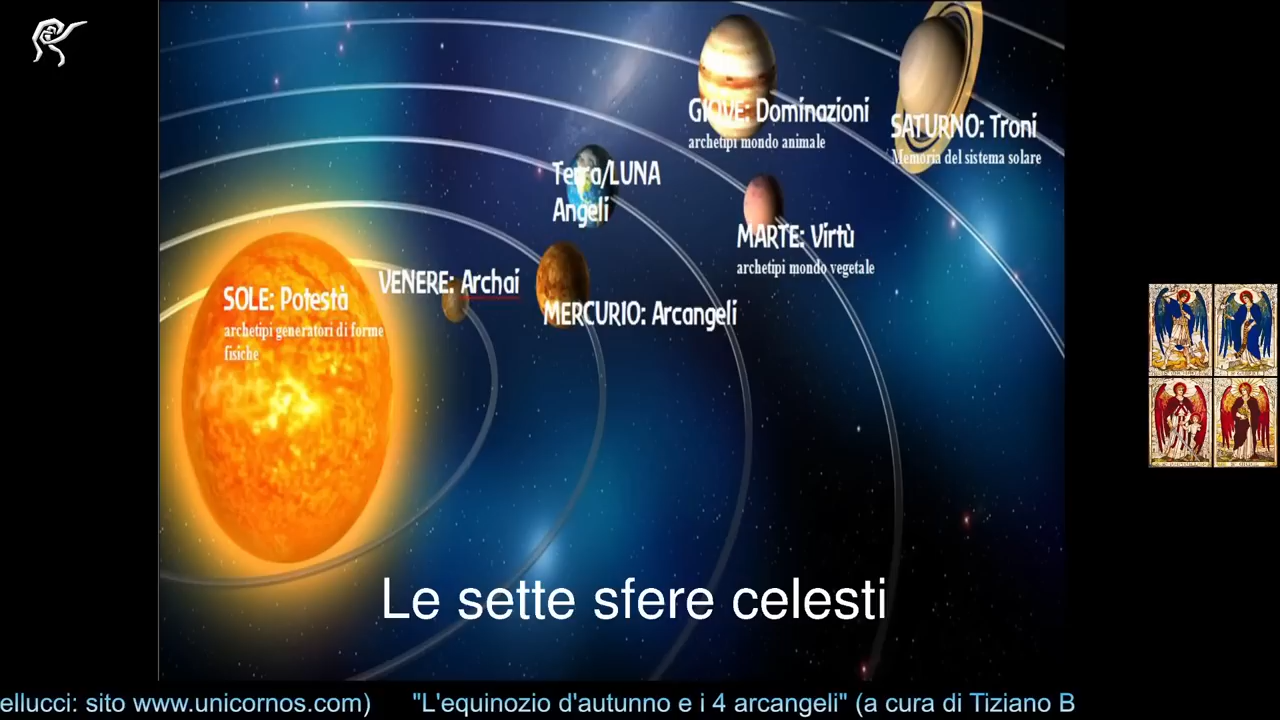 GIOVE: Dominazioni
archetipi mondo animale
SATURNO: Troni
Memoria del sistema solare
Terra/LUNA
Angeli
MARTE: Virtù
archetipi mondo vegetale
VENERE: Archai
SOLE: Potestà
archetipi generatori di forme
fisiche
MERCURIO: Arcangeli
Le sette sfere celesti
ellucci: sito www.unicornos.com) "L'equinozio d'autunno e i 4 arcangeli" (a cura di Tiziano B